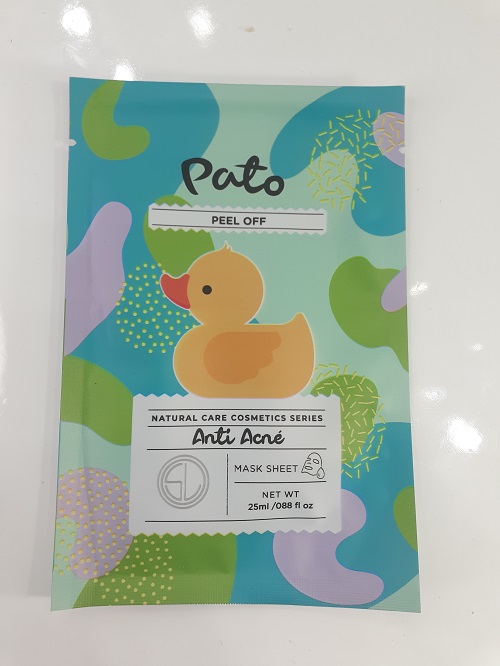 Pato
PEEL OFF
NATURAL CARE COSMETICS SERIES
Anti Acné
MASK SHEET
NET WT
25ml /088 fl oz